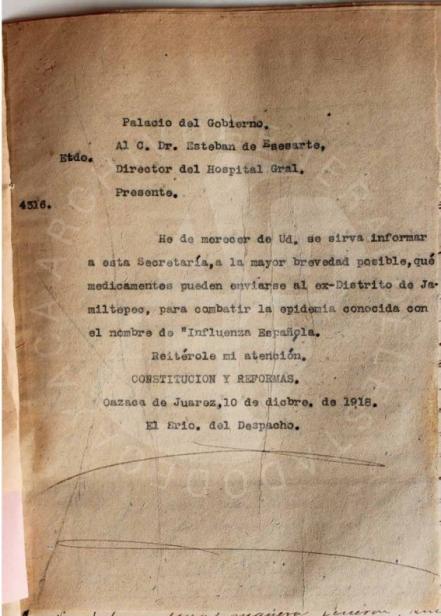 Palacio del Gobierno.
Al C. Dr. Esteban de Baesarte,
Etdo.
Director del Hospital Gral.
Presente.
4316.
He de merecer de Ud. se sirva informar
a esta Secretaría,a la mayor brevedad posible,qué
medicamentos pueden enviarse al ex-Distrito de Ja-
miltepec, para combatir la epidemia conocida con
el nombre de "Influenza Española.
Reitérole mi atención.
CONSTITUCION Y REFORMAS.
Oaxaca de Juarez,10 de dicbre. de 1918.
El Srio. del Despacho.